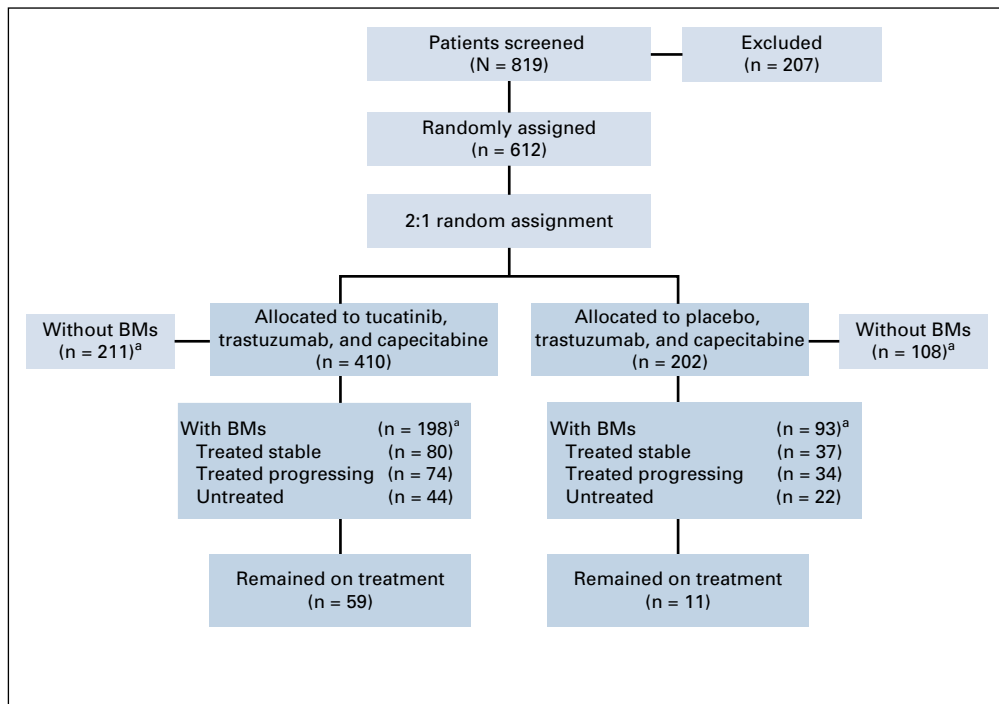 Patients screened
(N = 819)
Excluded
(n = 207)
Randomly assigned
(n = 612)
2:1 random assignment
Without BMs
(n = 211)a
Allocated to tucatinib,
trastuzumab, and capecitabine
(n = 410)
Allocated to placebo,
trastuzumab, and capecitabine
(n = 202)
Without BMs
(n = 108)a
With BMs (n = 198)a
Treated stable (n = 80)
Treated progressing (n = 74)
Untreated (n = 44)
With BMs (n = 93)a
Treated stable (n = 37)
Treated progressing (n = 34)
Untreated (n = 22)
Remained on treatment
(n = 59)
Remained on treatment
(n = 11)